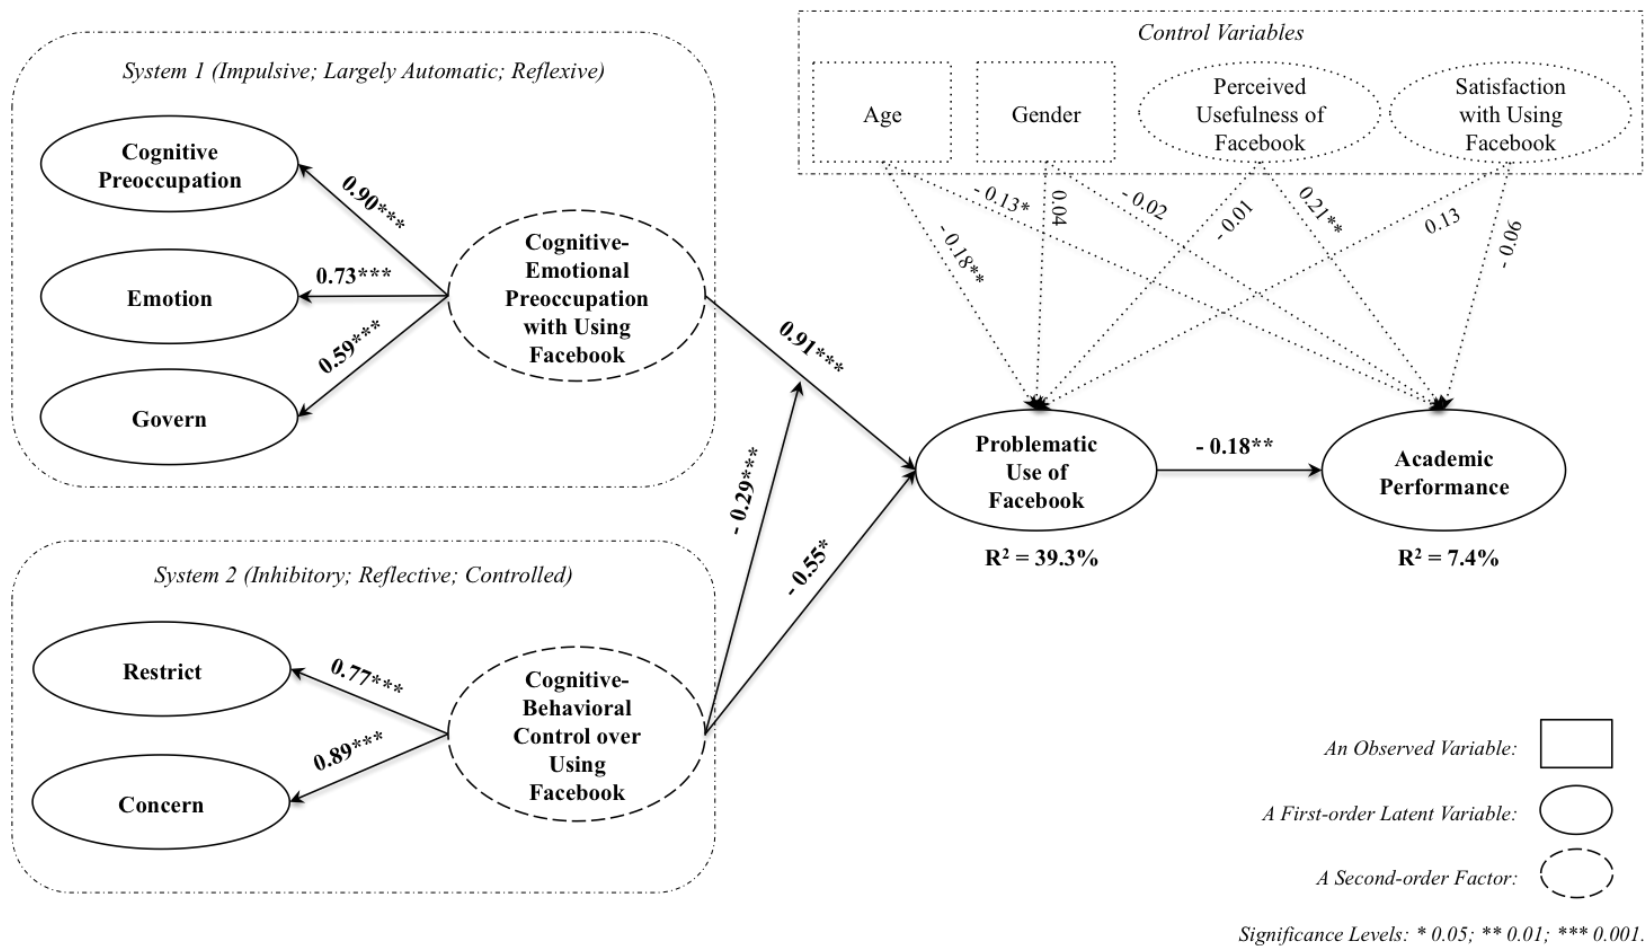 Control Variables
System 1 (Impulsive; Largely Automatic; Reflexive)
Age
Gender
Perceived
Usefulness of
Facebook
Satisfaction
with Using
Facebook
Cognitive
Preoccupation
0.90***
Emotion
0.73***
Govern
0.59***
Cognitive-
Emotional
Preoccupation
with Using
Facebook
- 0.13*
- 0.18**
0.04
- 0.02
- 0.01
0.21**
0.13
- 0.06
0.91***
- 0.29***
- 0.55*
Problematic
Use of
Facebook
R² = 39.3%
- 0.18**
Academic
Performance
R² = 7.4%
System 2 (Inhibitory; Reflective; Controlled)
Restrict
0.77***
Concern
0.89***
Cognitive-
Behavioral
Control over
Using
Facebook
An Observed Variable:
A First-order Latent Variable:
A Second-order Factor:
Significance Levels: * 0.05; ** 0.01; *** 0.001.